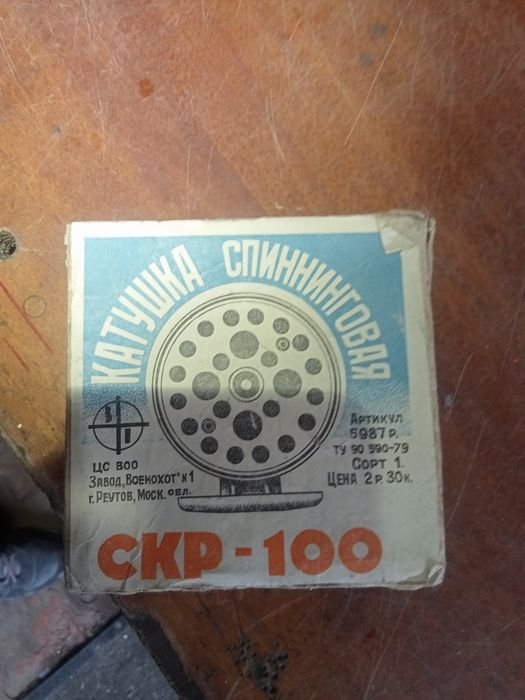 КАТУШКА СПИННИНГОВАЯ
ЦС ВОО
Завод „Военохот" №1
г. Реутов, Моск. обл.
Артикул
5987 р.
ТУ 90 590-79
Сорт 1.
Цена 2 р. 30 к.
СКР-100